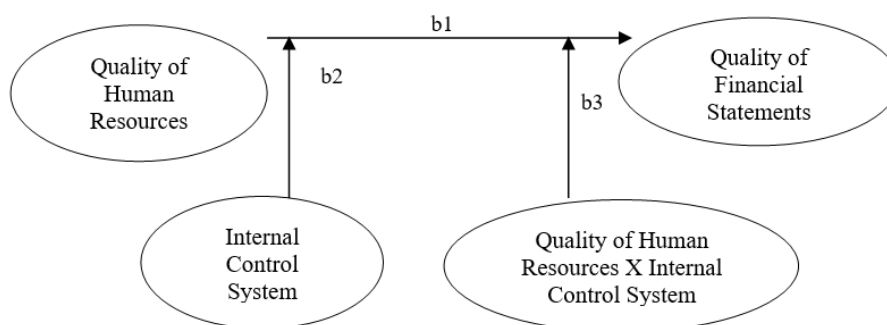 b1
Quality of
Human
Resources
b2
Quality of
Financial
Statements
b3
Internal
Control
System
Quality of Human
Resources X Internal
Control System